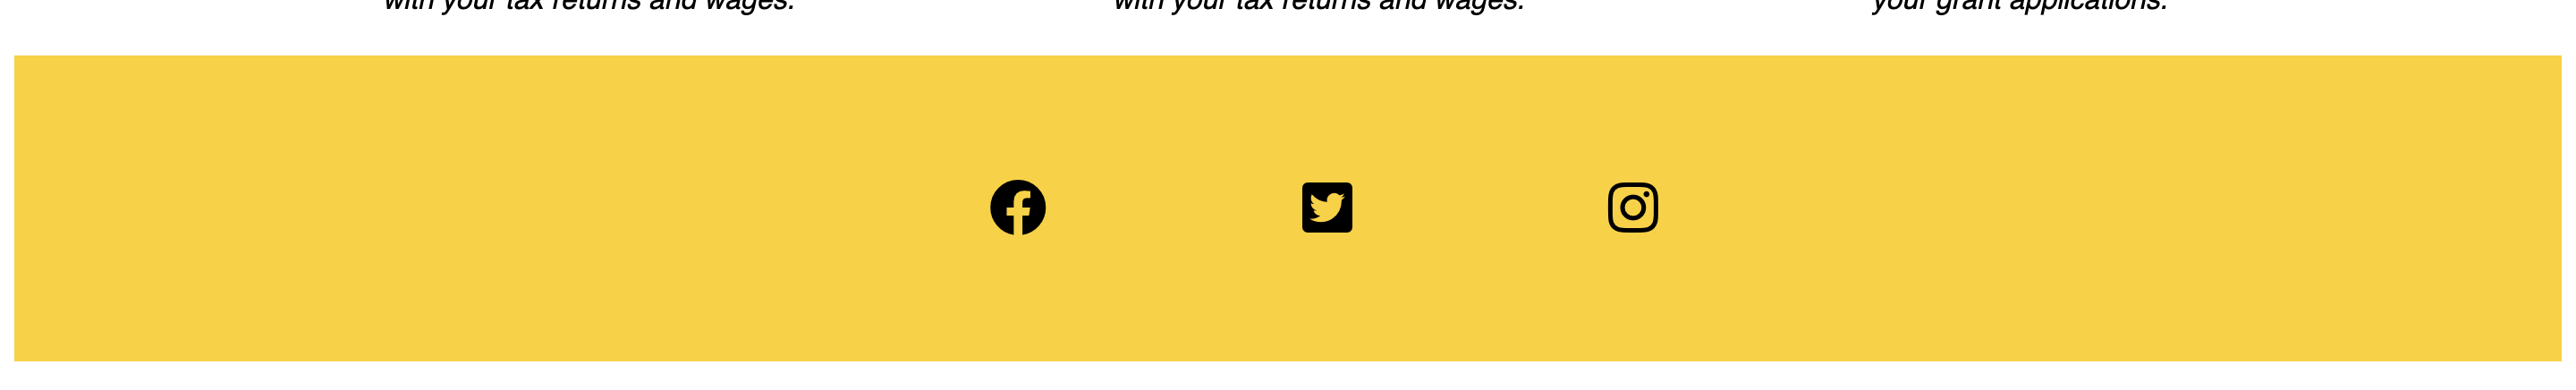 with your tax returns and wages.
with your tax returns and wages.
your grant applications.